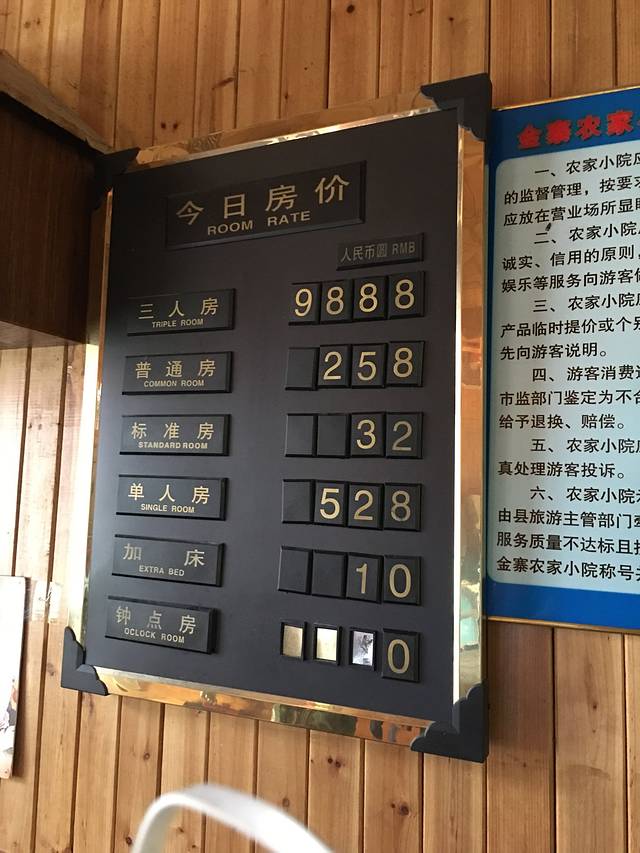 今日房价
ROOM RATE
人民币圆 RMB
三人房 9888
TRIPLE ROOM
普通房 258
COMMON ROOM
标准房 32
STANDARD ROOM
单人房 528
SINGLE ROOM
加床 10
EXTRA BED
钟点房 0
OCLOCK ROOM
金寨农家
一、农家小院应
的监督管理，按要求
应放在营业场所显
二、农家小院
诚实、信用的原则，
娱乐等服务向游客
三、农家小院
产品临时提价或个别
先向游客说明。
四、游客消费
市监部门鉴定为不合
给予退换、赔偿。
五、农家小院
真处理游客投诉。
六、农家小院
由县旅游主管部门
服务质量不达标且
金寨农家小院称号